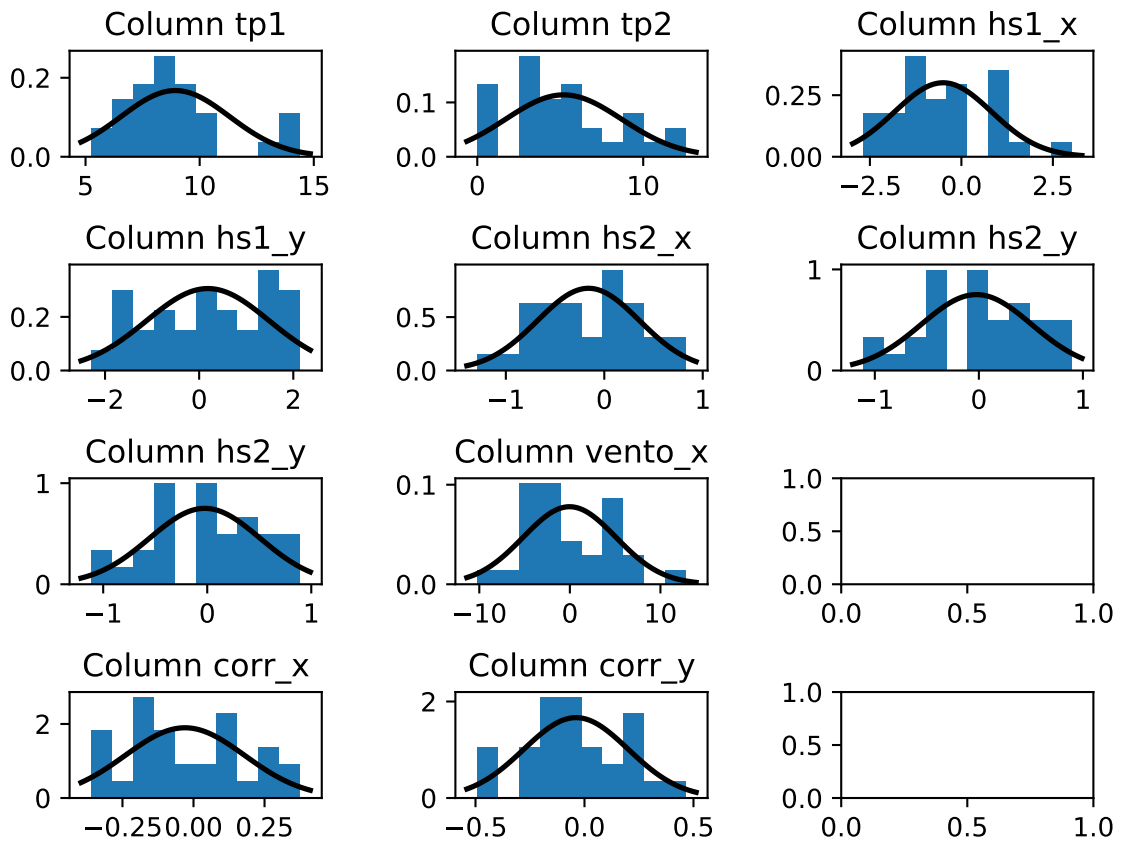 Column tp1
Column tp2
Column hs1_x
0.2
0.0
5 10 15
0.1
0.0
0 10
0.25
0.00
−2.5 0.0 2.5
Column hs1_y
Column hs2_x
Column hs2_y
0.2
0.0
−2 0 2
0.5
0.0
−1 0 1
1
0
−1 0 1
Column hs2_y
Column vento_x
1
0
−1 0 1
0.1
0.0
−10 0 10
1.0
0.5
0.0
0.0 0.5 1.0
Column corr_x
Column corr_y
2
0
−0.25 0.00 0.25
2
0
−0.5 0.0 0.5
1.0
0.5
0.0
0.0 0.5 1.0